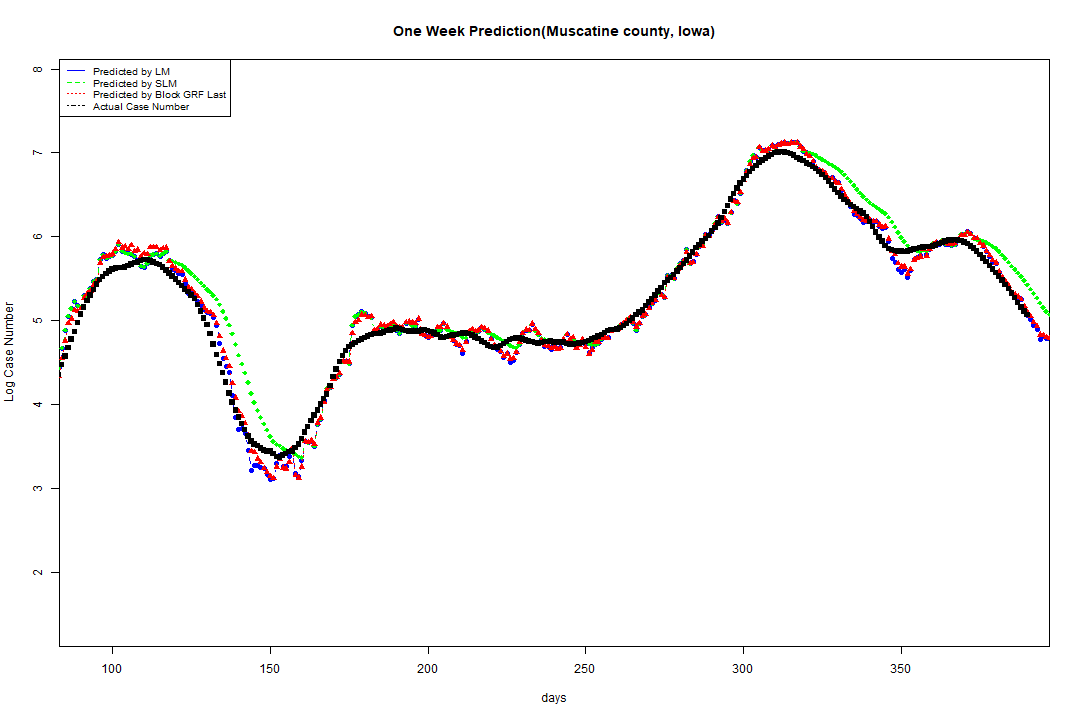 One Week Prediction(Muscatine county, Iowa)
Predicted by LM
Predicted by SLM
Predicted by Block GRF Last
Actual Case Number
8
7
6
5
4
3
2
Log Case Number
100 150 200 250 300 350
days